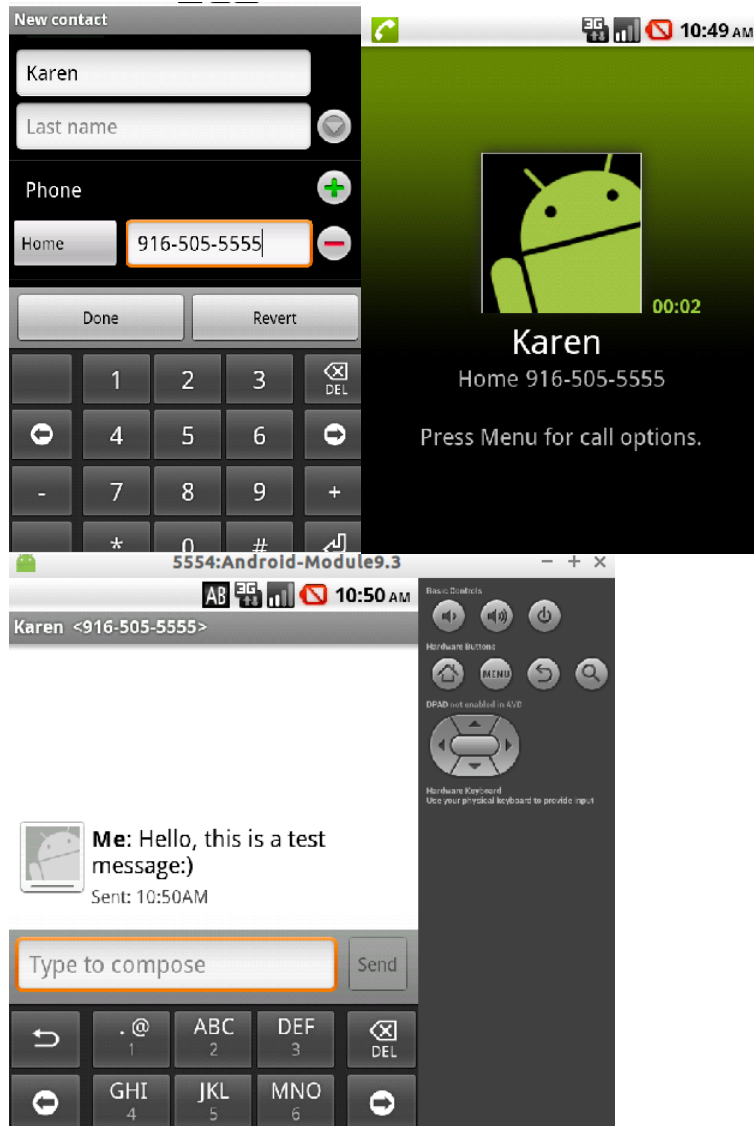 New contact
Karen
Last name
Phone
Home 916-505-5555
Done Revert
1 2 3 DEL
4 5 6
- 7 8 9 +
* 0 #
3G 10:49 AM
00:02
Karen
Home 916-505-5555
Press Menu for call options.
5554:Android-Module9.3
AB 3G 10:50 AM
Karen <916-505-5555>
Me: Hello, this is a test
message:)
Sent: 10:50AM
Type to compose Send
. @ ABC DEF
1 2 3 DEL
GHI JKL MNO
4 5 6
Basic Controls
Hardware Buttons
MENU
DPAD not enabled in AVD
Hardware Keyboard
Use your physical keyboard to provide input